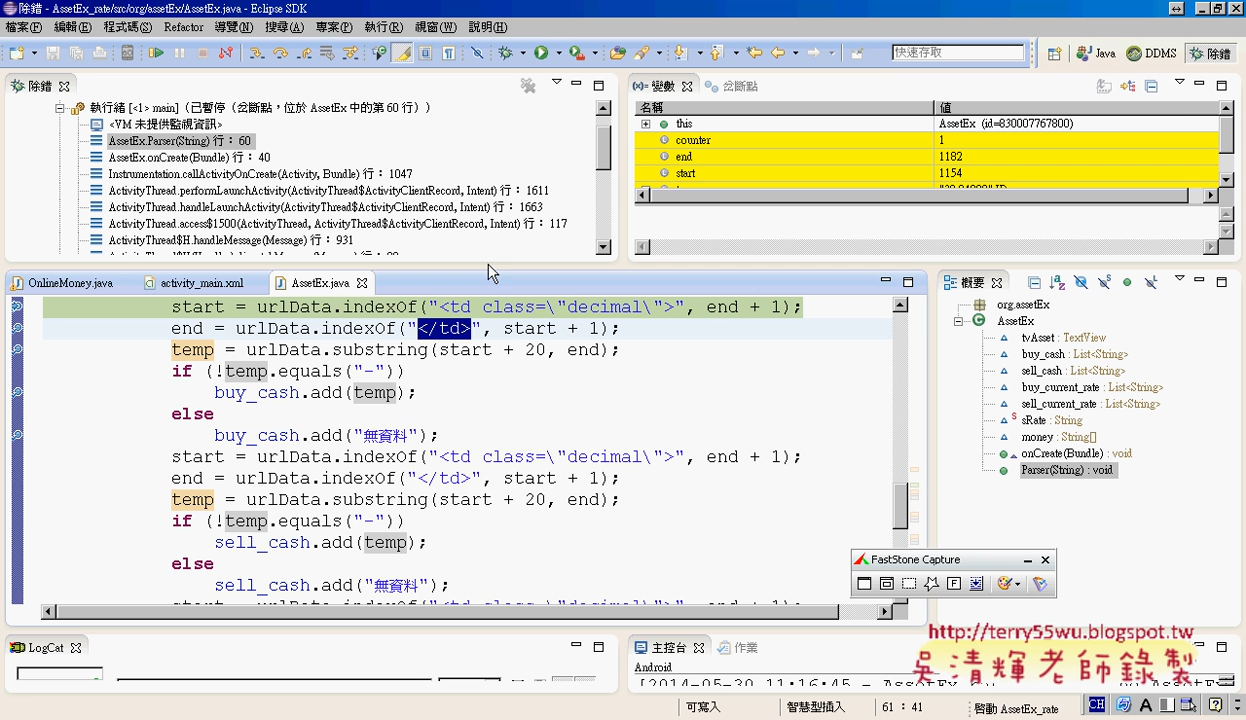 除錯 - AssetEx_rate/src/org/assetEx/AssetEx.java - Eclipse SDK
檔案(F) 編輯(E) 程式碼(S) Refactor 導覽(N) 搜尋(A) 專案(P) 執行(R) 視窗(W) 說明(H)
快速存取
Java DDMS 除錯
除錯
執行緒 [<1> main]（已暫停（岔斷點，位於 AssetEx 中的第 60 行））
<VM 未提供監視資訊>
AssetEx.Parser(String) 行：60
AssetEx.onCreate(Bundle) 行：40
Instrumentation.callActivityOnCreate(Activity, Bundle) 行：1047
ActivityThread.performLaunchActivity(ActivityThread$ActivityClientRecord, Intent) 行：1611
ActivityThread.handleLaunchActivity(ActivityThread$ActivityClientRecord, Intent) 行：1663
ActivityThread.access$1500(ActivityThread, ActivityThread$ActivityClientRecord, Intent) 行：117
ActivityThread$H.handleMessage(Message) 行：931
(x)= 變數 岔斷點
名稱 值
this AssetEx (id=830007767800)
counter 1
end 1182
start 1154
OnlineMoney.java activity_main.xml AssetEx.java
start = urlData.indexOf("<td class=\"decimal\">", end + 1);
end = urlData.indexOf("</td>", start + 1);
temp = urlData.substring(start + 20, end);
if (!temp.equals("-"))
buy_cash.add(temp);
else
buy_cash.add("無資料");
start = urlData.indexOf("<td class=\"decimal\">", end + 1);
end = urlData.indexOf("</td>", start + 1);
temp = urlData.substring(start + 20, end);
if (!temp.equals("-"))
sell_cash.add(temp);
else
sell_cash.add("無資料");
start = urlData.indexOf("<td class=\"decimal\">", end + 1);
概要
org.assetEx
AssetEx
tvAsset : TextView
buy_cash : List<String>
sell_cash : List<String>
buy_current_rate : List<String>
sell_current_rate : List<String>
sRate : String
money : String[]
onCreate(Bundle) : void
Parser(String) : void
FastStone Capture
http://terry55wu.blogspot.tw
吳清輝老師錄製
LogCat
主控台 作業
Android
可寫入 智慧型插入 61 : 41 啓動 AssetEx_rate
CH